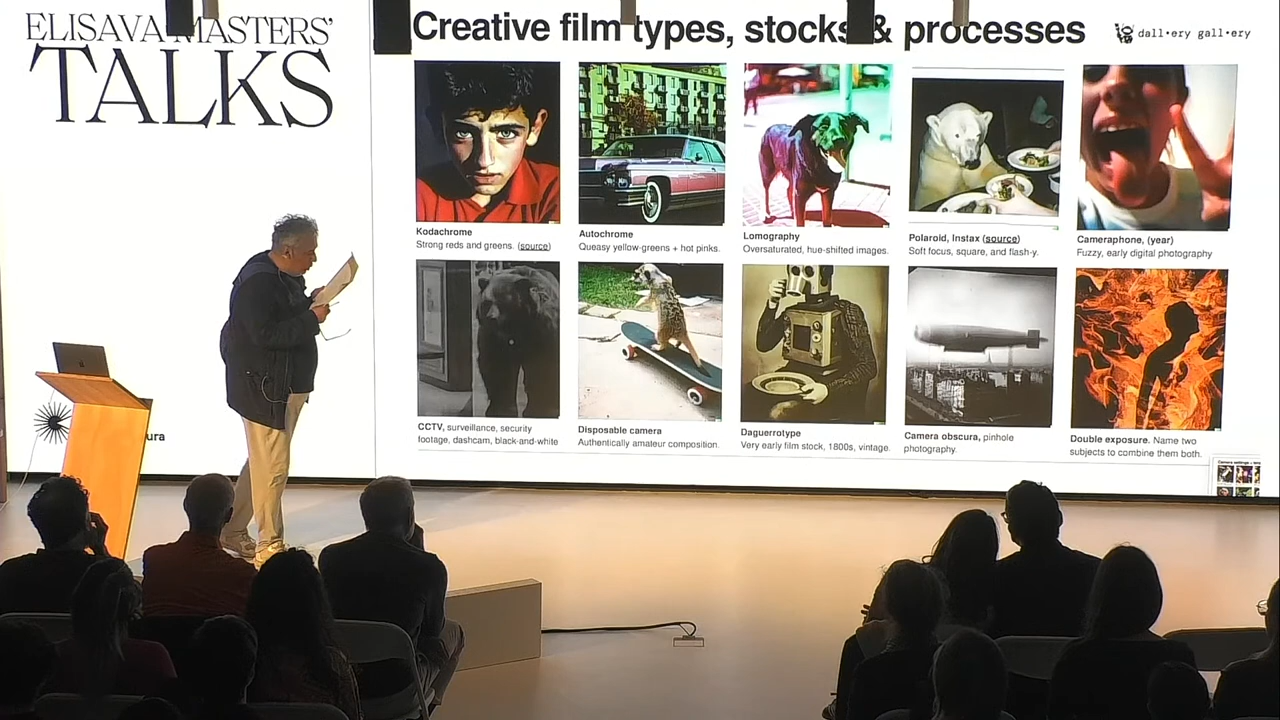 ELISAVA MASTERS'
TALKS
Creative film types, stocks & processes
dall•ery gall•ery
Kodachrome
Strong reds and greens. (source)
Autochrome
Queasy yellow-greens + hot pinks.
Lomography
Oversaturated, hue-shifted images.
Polaroid, Instax (source)
Soft focus, square, and flash-y.
Cameraphone, (year)
Fuzzy, early digital photography
CCTV, surveillance, security
footage, dashcam, black-and-white
Disposable camera
Authentically amateur composition.
Daguerrotype
Very early film stock, 1800s, vintage.
Camera obscura, pinhole
photography.
Double exposure. Name two
subjects to combine them both.
ura